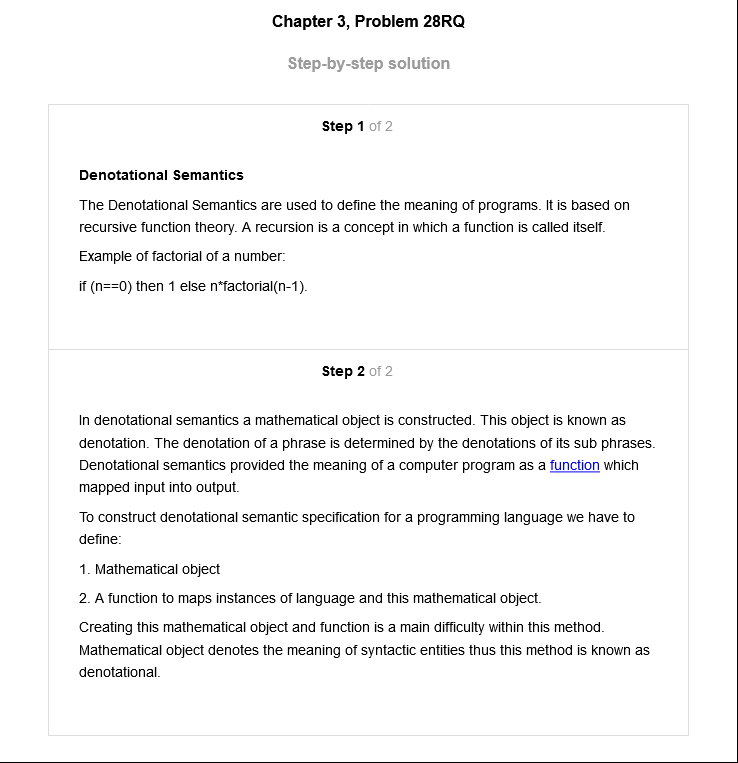 Chapter 3, Problem 28RQ
Step-by-step solution
Step 1 of 2
Denotational Semantics
The Denotational Semantics are used to define the meaning of programs. It is based on
recursive function theory. A recursion is a concept in which a function is called itself.
Example of factorial of a number:
if (n==0) then 1 else n*factorial(n-1).
Step 2 of 2
In denotational semantics a mathematical object is constructed. This object is known as
denotation. The denotation of a phrase is determined by the denotations of its sub phrases.
Denotational semantics provided the meaning of a computer program as a function which
mapped input into output.
To construct denotational semantic specification for a programming language we have to
define:
1. Mathematical object
2. A function to maps instances of language and this mathematical object.
Creating this mathematical object and function is a main difficulty within this method.
Mathematical object denotes the meaning of syntactic entities thus this method is known as
denotational.